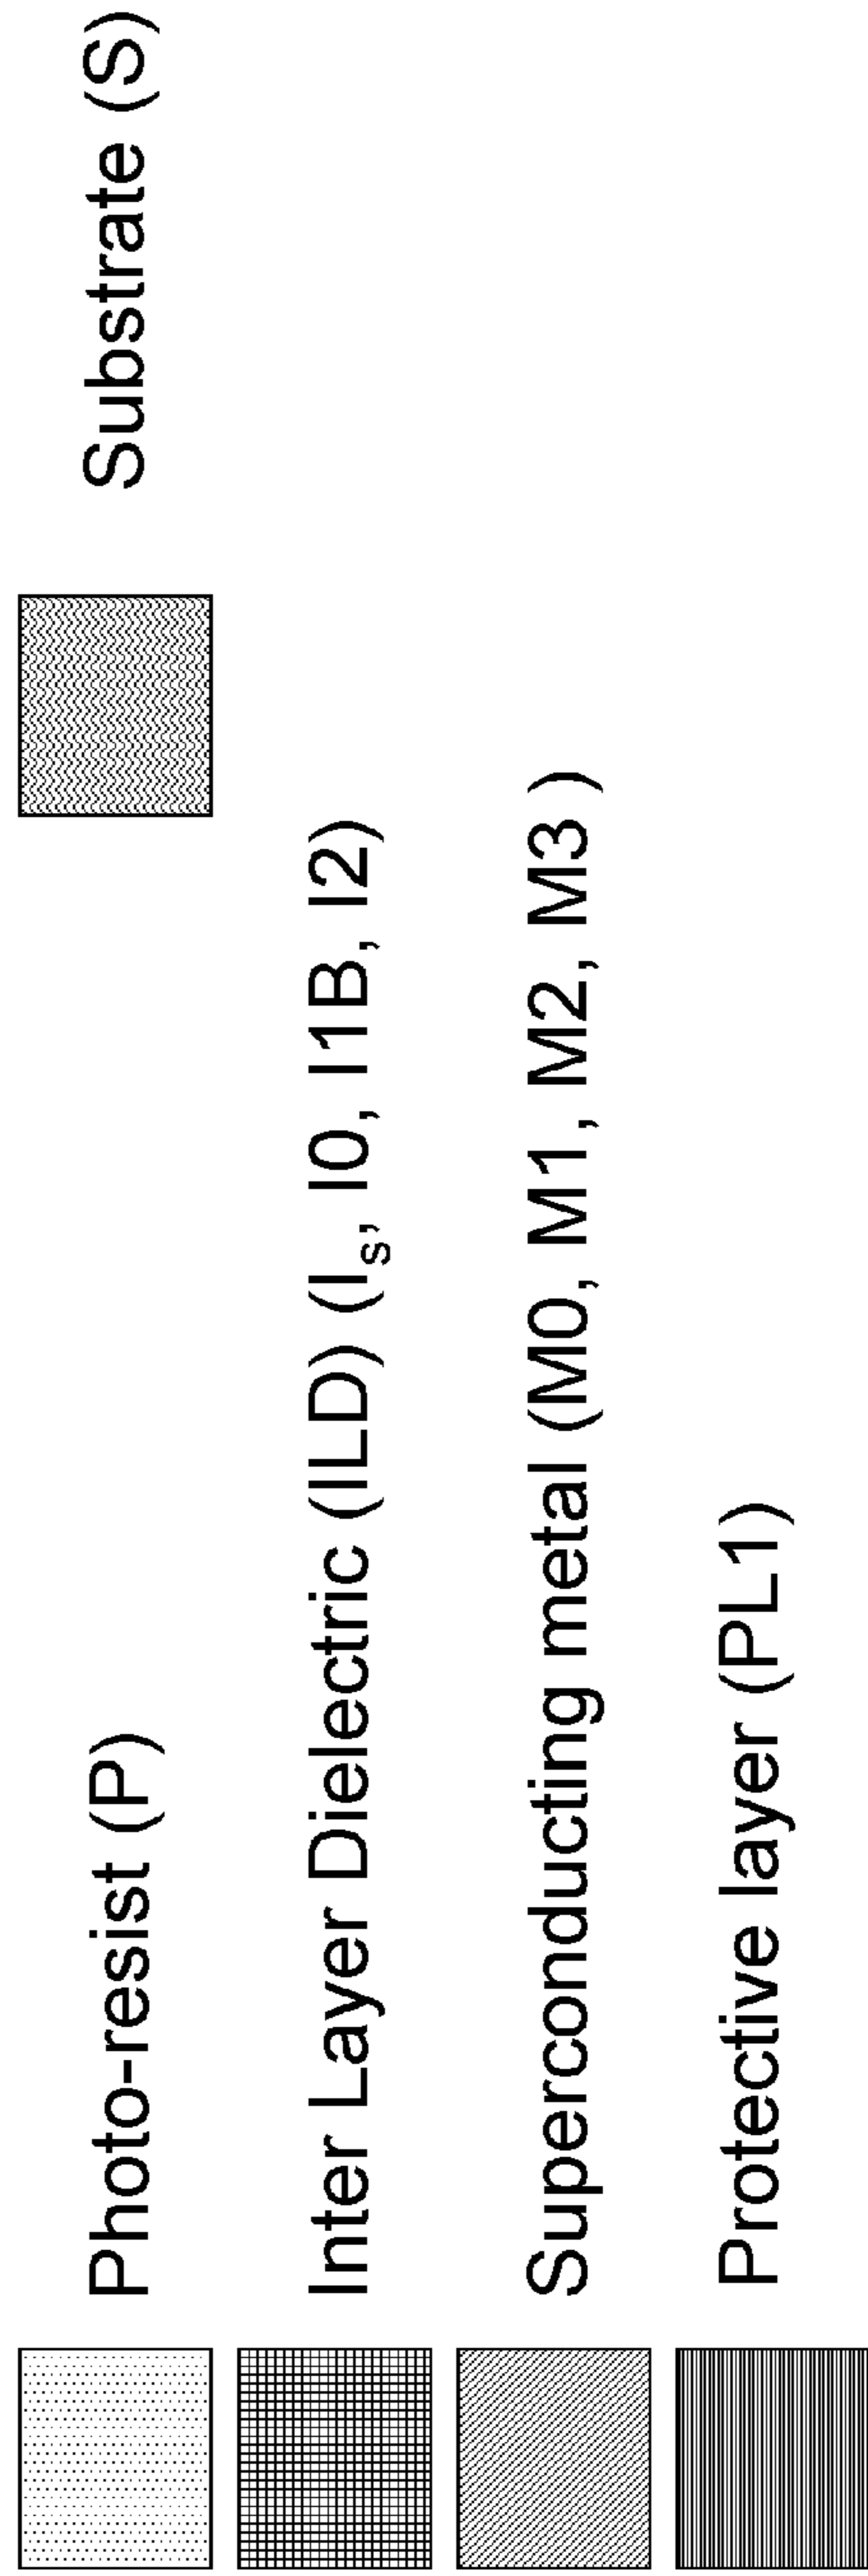 Photo-resist (P)
Substrate (S)
Inter Layer Dielectric (ILD) (Iₛ, I0, I1B, I2)
Superconducting metal (M0, M1, M2, M3 )
Protective layer (PL1)